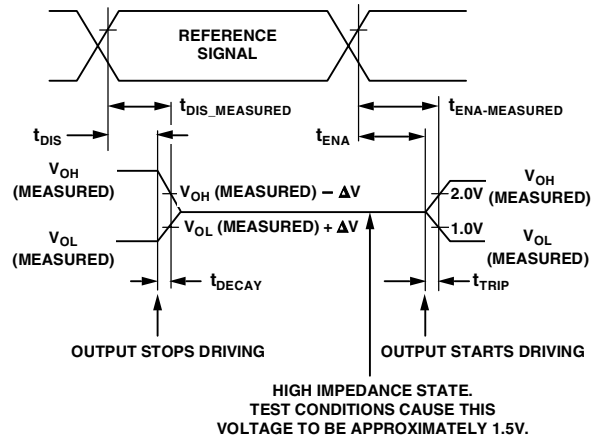 REFERENCE
SIGNAL
tDIS_MEASURED
tENA-MEASURED
tDIS
tENA
VOH
(MEASURED)
VOH (MEASURED) – ΔV
2.0V
VOH
(MEASURED)
VOL
(MEASURED)
VOL (MEASURED) + ΔV
1.0V
VOL
(MEASURED)
tDECAY
tTRIP
OUTPUT STOPS DRIVING
OUTPUT STARTS DRIVING
HIGH IMPEDANCE STATE.
TEST CONDITIONS CAUSE THIS
VOLTAGE TO BE APPROXIMATELY 1.5V.